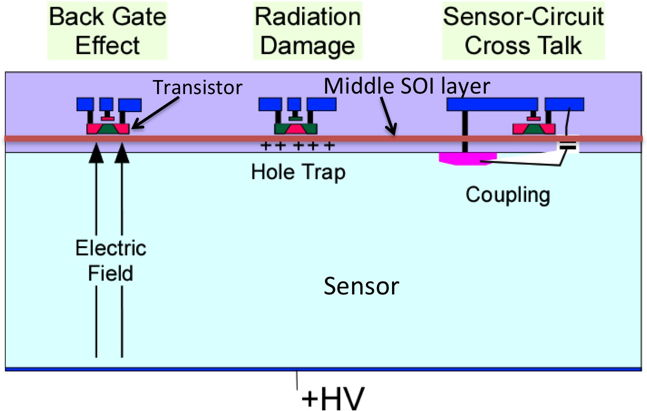 Back Gate
Effect
Radiation
Damage
Sensor-Circuit
Cross Talk
Transistor
Middle SOI layer
+ + + + +
Hole Trap
Coupling
Electric
Field
Sensor
+HV